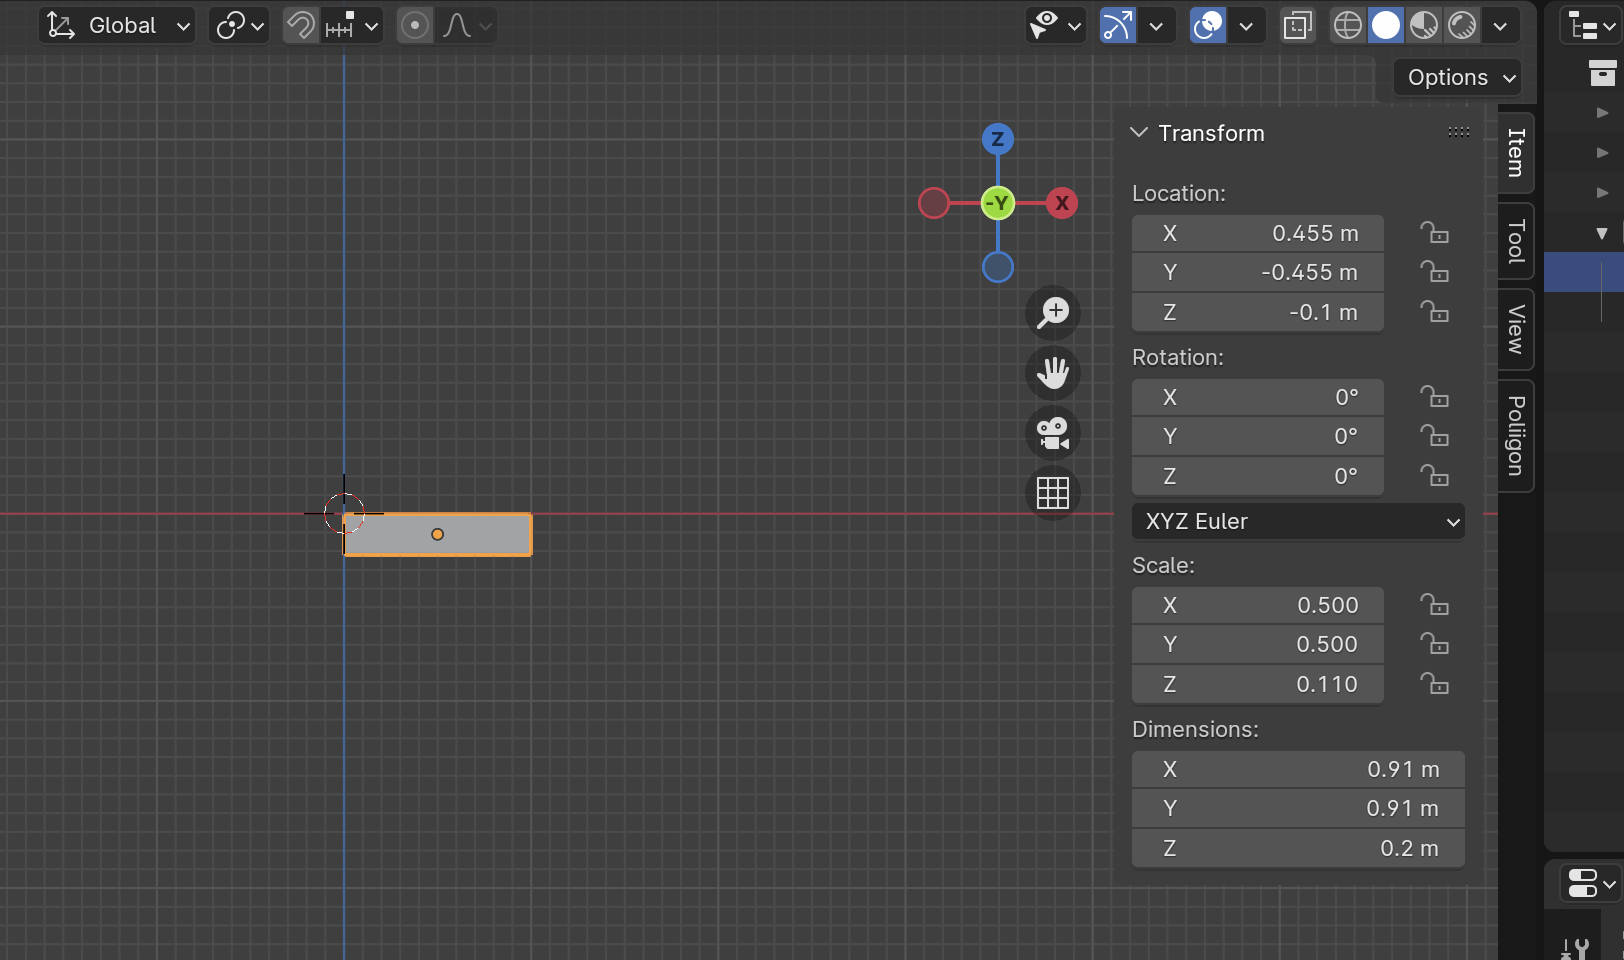 Global
Options
Z
-Y
X
Transform
Location:
X 0.455 m
Y -0.455 m
Z -0.1 m
Rotation:
X 0°
Y 0°
Z 0°
XYZ Euler
Scale:
X 0.500
Y 0.500
Z 0.110
Dimensions:
X 0.91 m
Y 0.91 m
Z 0.2 m
Item
Tool
View
Poliigon